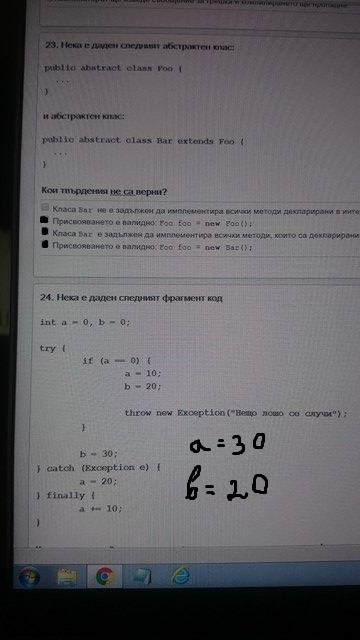 23. Нека е даден следният абстрактен клас:
public abstract class Foo {
...
}
и абстрактен клас:
public abstract class Bar extends Foo {
...
}
Кои твърдения не са верни?
Класа Bar не е задължен да имплементира всички методи декларирани в инте
Присвояването е валидно: Foo foo = new Foo();
Класа Bar е задължен да имплементира всички методи, които са декларирани
Присвояването е валидно: Foo foo = new Bar();
24. Нека е даден следният фрагмент код
int a = 0, b = 0;
try {
if (a == 0) {
a = 10;
b = 20;
throw new Exception("Нещо лошо се случи");
}
b = 30;
} catch (Exception e) {
a = 20;
} finally {
a += 10;
}
a = 30
b = 20